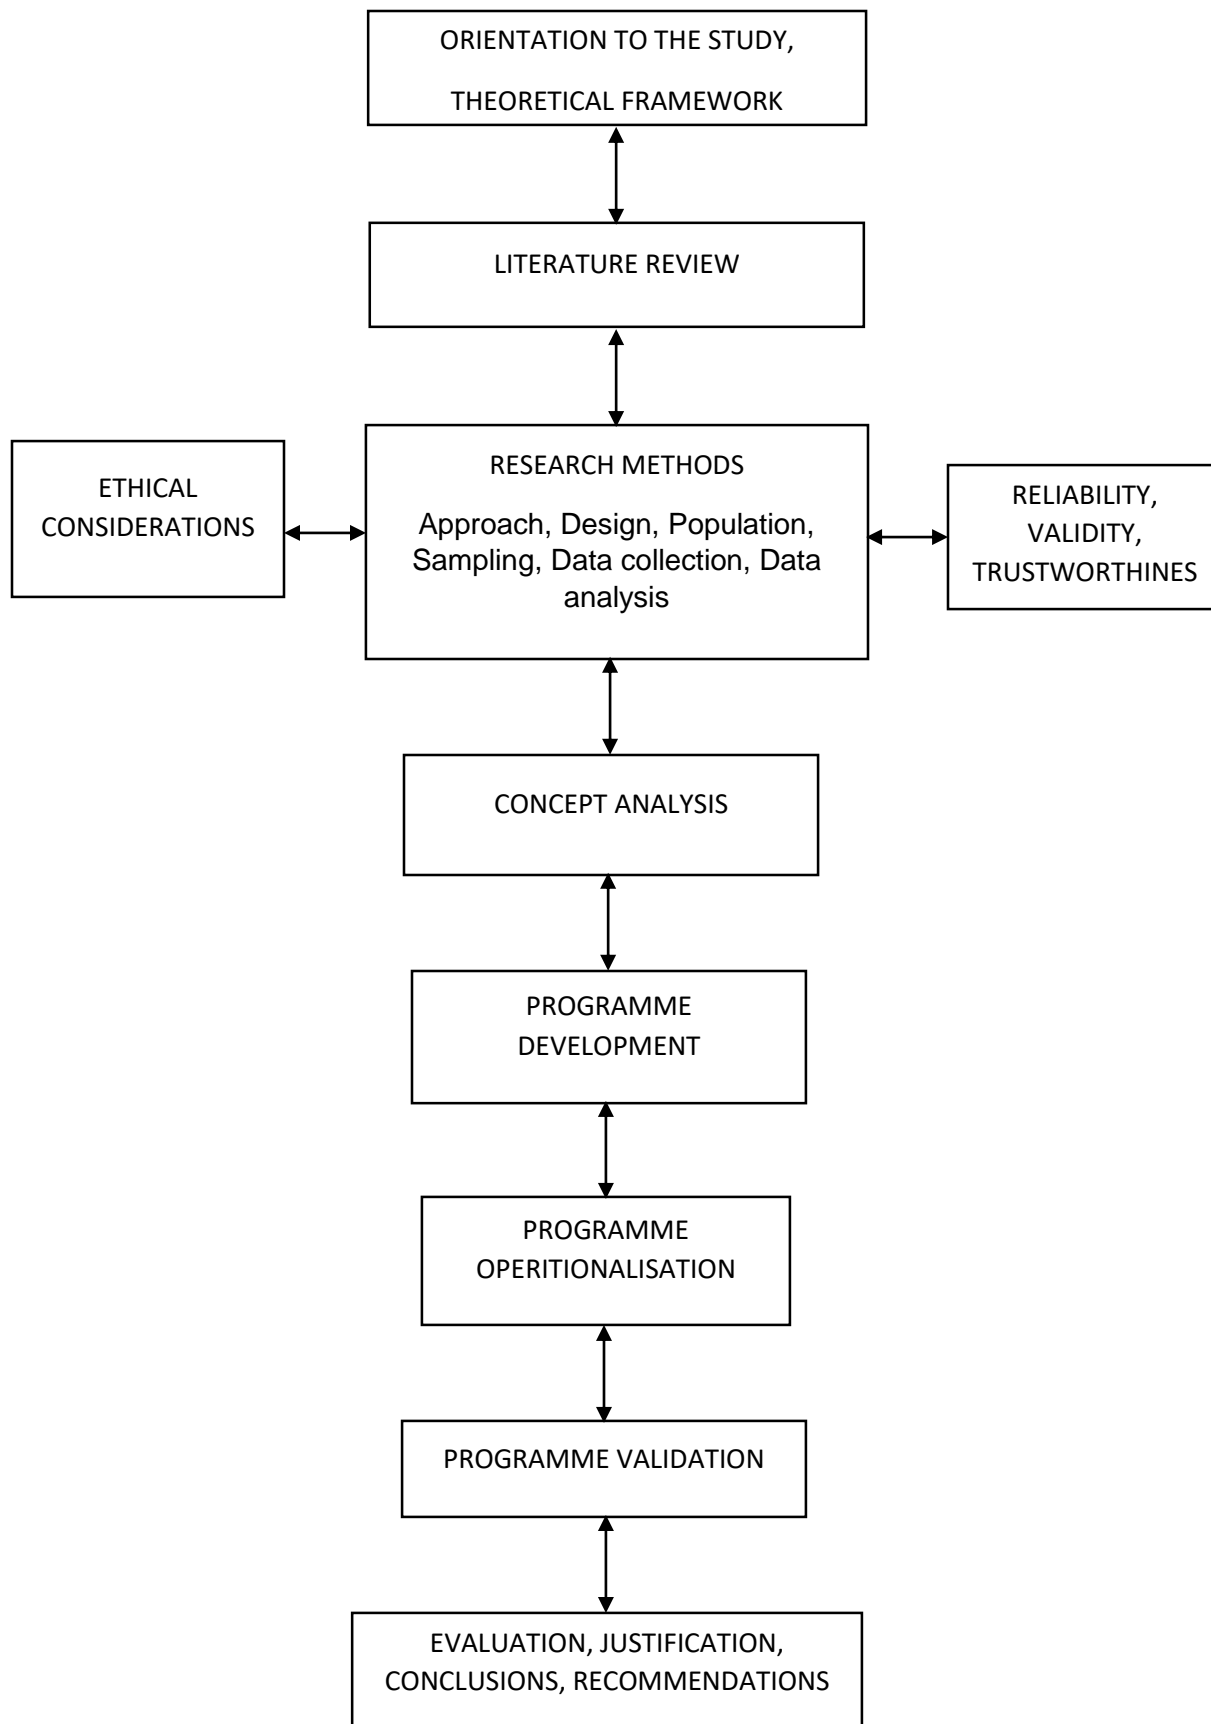 ORIENTATION TO THE STUDY,
THEORETICAL FRAMEWORK
LITERATURE REVIEW
ETHICAL
CONSIDERATIONS
RESEARCH METHODS
Approach, Design, Population,
Sampling, Data collection, Data
analysis
RELIABILITY,
VALIDITY,
TRUSTWORTHINES
CONCEPT ANALYSIS
PROGRAMME
DEVELOPMENT
PROGRAMME
OPERITIONALISATION
PROGRAMME VALIDATION
EVALUATION, JUSTIFICATION,
CONCLUSIONS, RECOMMENDATIONS